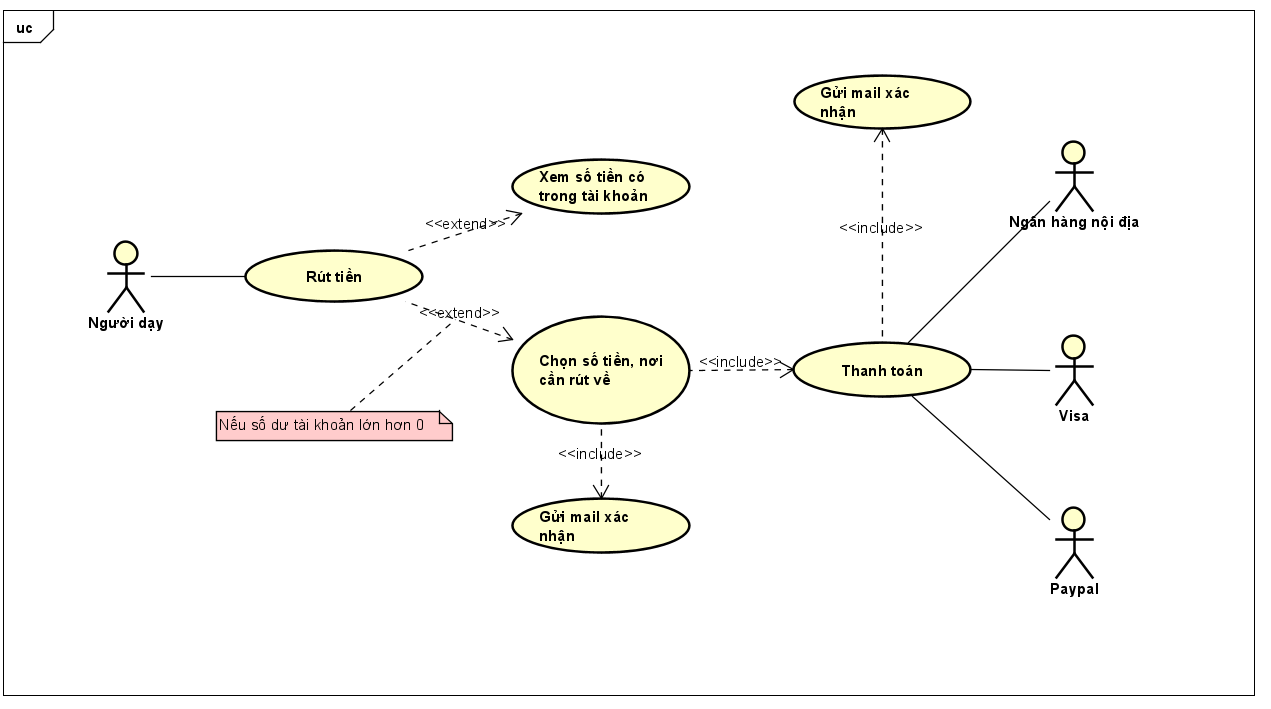 uc
Gửi mail xác
nhận
Xem số tiền có
trong tài khoản
<<extend>>
Ngân hàng nội địa
<<include>>
Rút tiền
Người dạy
<<extend>>
Chọn số tiền, nơi
cần rút về
<<include>>
Thanh toán
Visa
Nếu số dư tài khoản lớn hơn 0
<<include>>
Gửi mail xác
nhận
Paypal